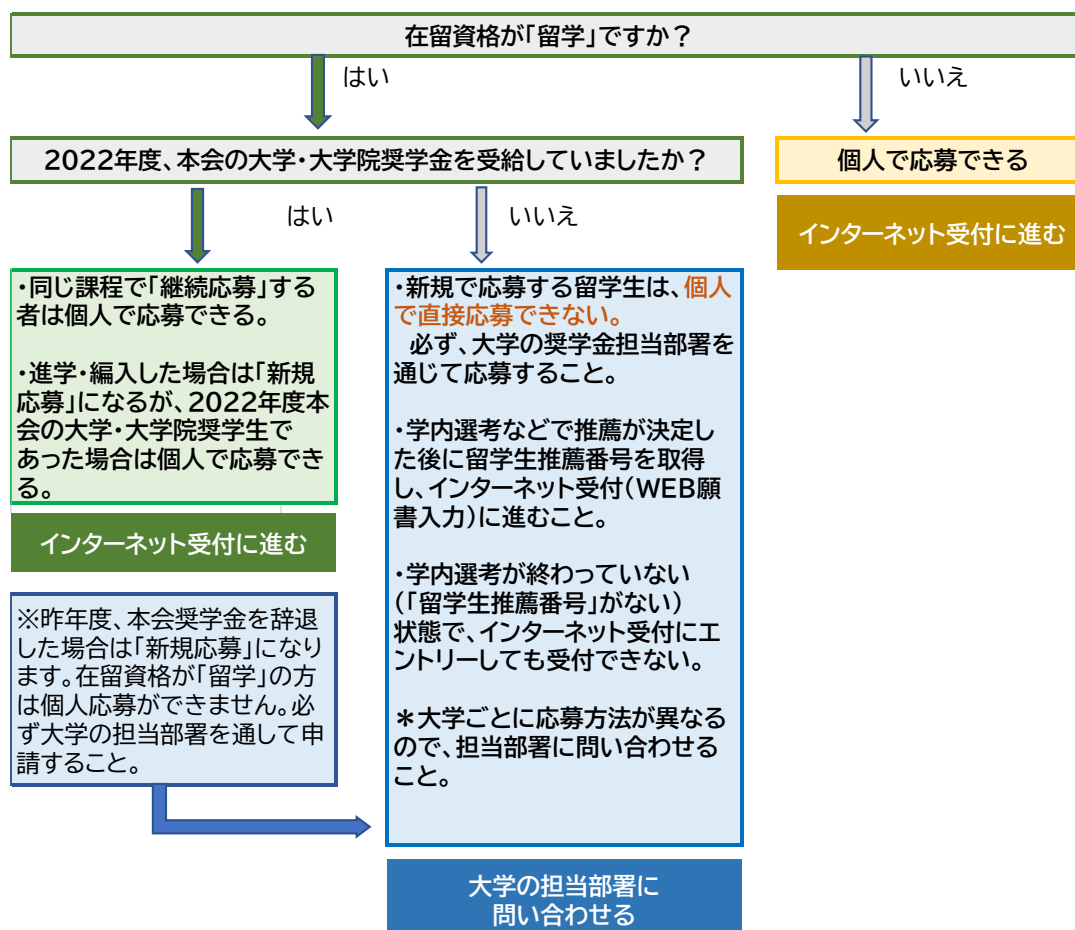 在留資格が「留学」ですか？
はい
いいえ
2022年度、本会の大学・大学院奨学金を受給していましたか？
個人で応募できる
インターネット受付に進む
はい
いいえ
・同じ課程で「継続応募」する
者は個人で応募できる。
・進学・編入した場合は「新規
応募」になるが、2022年度本
会の大学・大学院奨学生で
あった場合は個人で応募でき
る。
インターネット受付に進む
※昨年度、本会奨学金を辞退
した場合は「新規応募」になり
ます。在留資格が「留学」の方
は個人応募ができません。必
ず大学の担当部署を通して申
請すること。
・新規で応募する留学生は、個人
で直接応募できない。
必ず、大学の奨学金担当部署を
通じて応募すること。
・学内選考などで推薦が決定し
た後に留学生推薦番号を取得
し、インターネット受付（WEB願
書入力）に進むこと。
・学内選考が終わっていない
（「留学生推薦番号」がない）
状態で、インターネット受付にエ
ントリーしても受付できない。
＊大学ごとに応募方法が異なる
ので、担当部署に問い合わせる
こと。
大学の担当部署に
問い合わせる